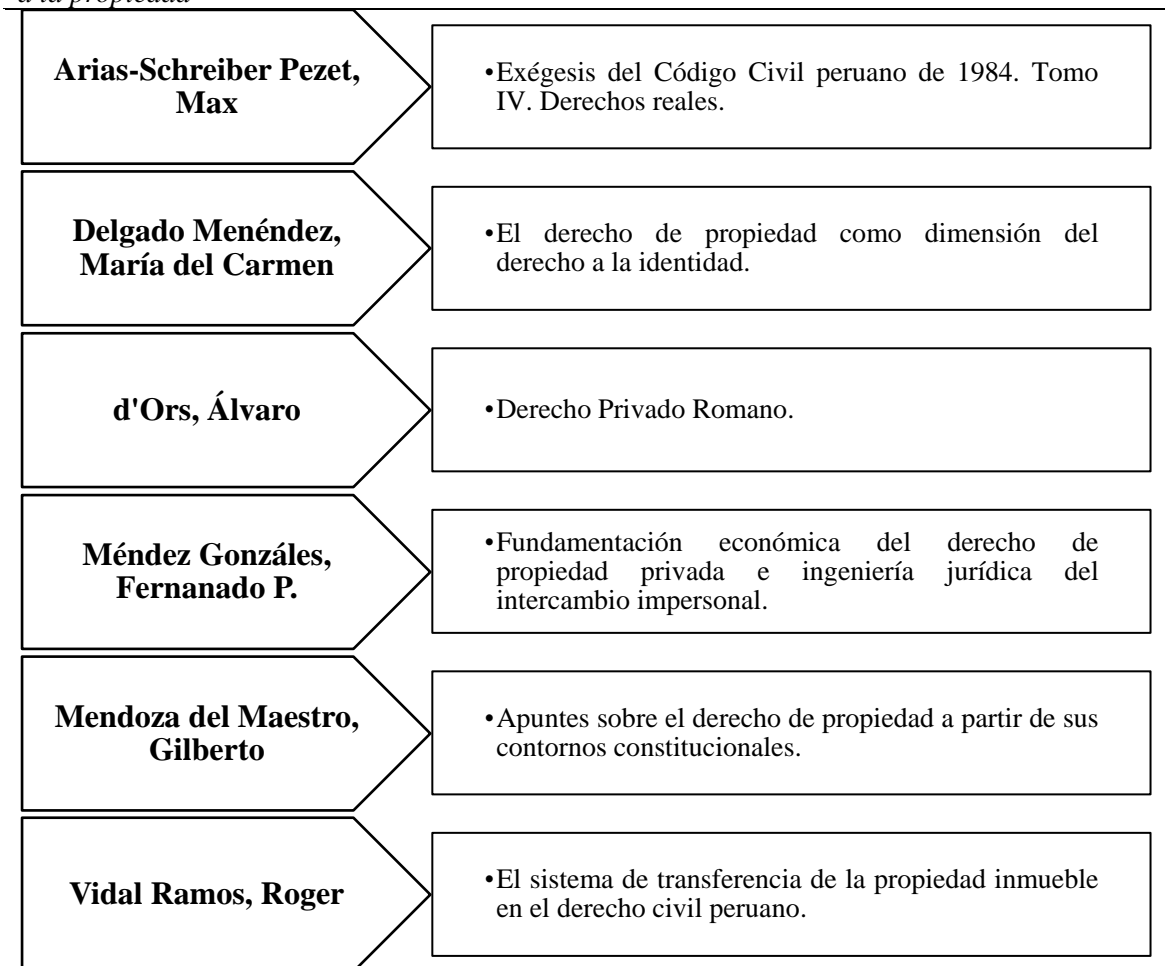 a la propiedad
Arias-Schreiber Pezet,
Max
•Exégesis del Código Civil peruano de 1984. Tomo
IV. Derechos reales.
Delgado Menéndez,
María del Carmen
•El derecho de propiedad como dimensión del
derecho a la identidad.
d'Ors, Álvaro
•Derecho Privado Romano.
Méndez Gonzáles,
Fernanado P.
•Fundamentación económica del derecho de
propiedad privada e ingeniería jurídica del
intercambio impersonal.
Mendoza del Maestro,
Gilberto
•Apuntes sobre el derecho de propiedad a partir de sus
contornos constitucionales.
Vidal Ramos, Roger
•El sistema de transferencia de la propiedad inmueble
en el derecho civil peruano.